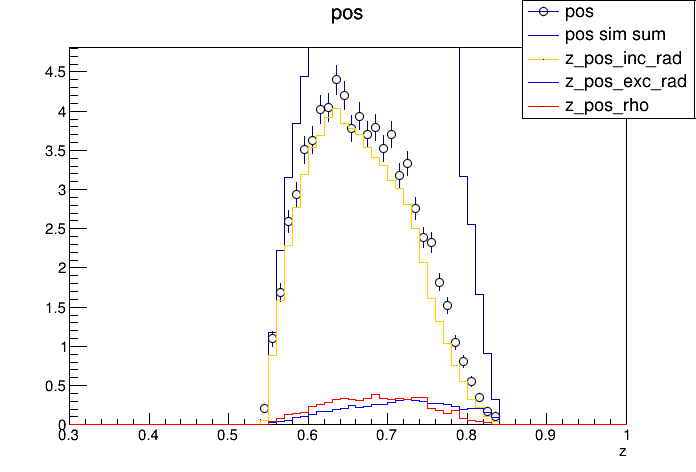 pos
pos
pos sim sum
z_pos_inc_rad
z_pos_exc_rad
z_pos_rho
4.5
4
3.5
3
2.5
2
1.5
1
0.5
0
0.3 0.4 0.5 0.6 0.7 0.8 0.9 1
z